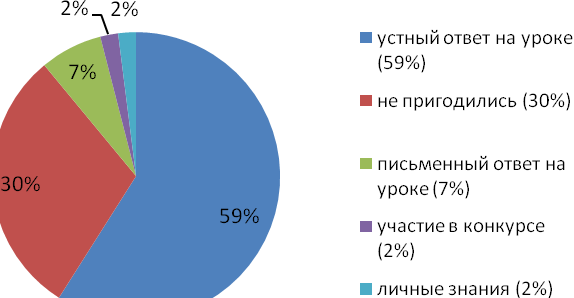 2%
2%
7%
30%
59%
устный ответ на уроке
(59%)
не пригодились (30%)
письменный ответ на
уроке (7%)
участие в конкурсе
(2%)
личные знания (2%)